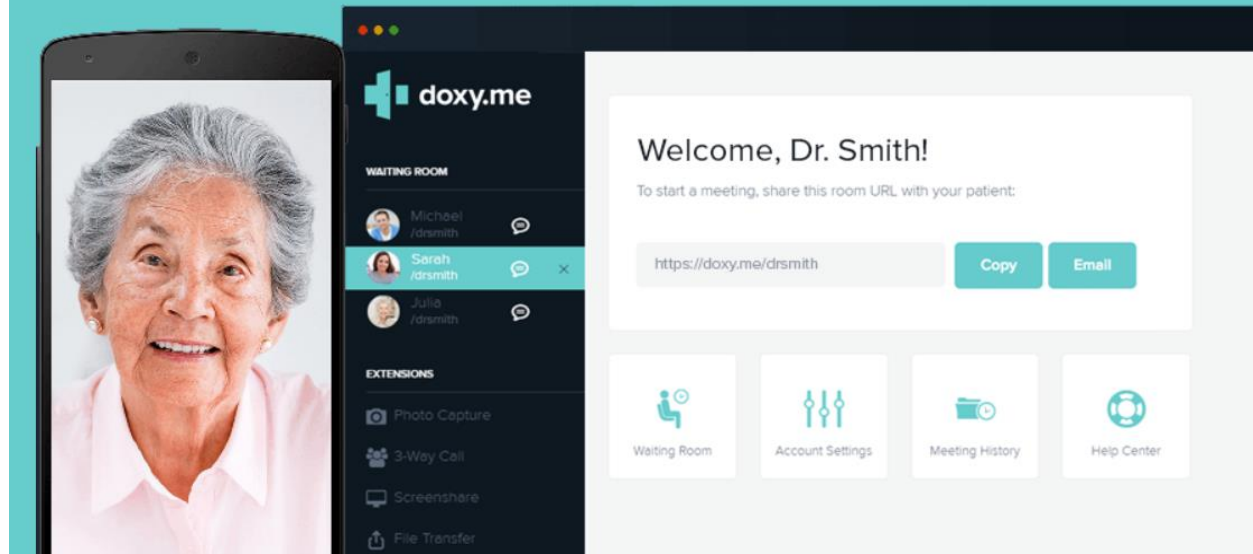 doxy.me
WAITING ROOM
Michael
/drsmith
Sarah
/drsmith
Julia
/drsmith
EXTENSIONS
Photo Capture
3-Way Call
Screenshare
File Transfer
Welcome, Dr. Smith!
To start a meeting, share this room URL with your patient:
https://doxy.me/drsmith
Copy
Email
Waiting Room
Account Settings
Meeting History
Help Center